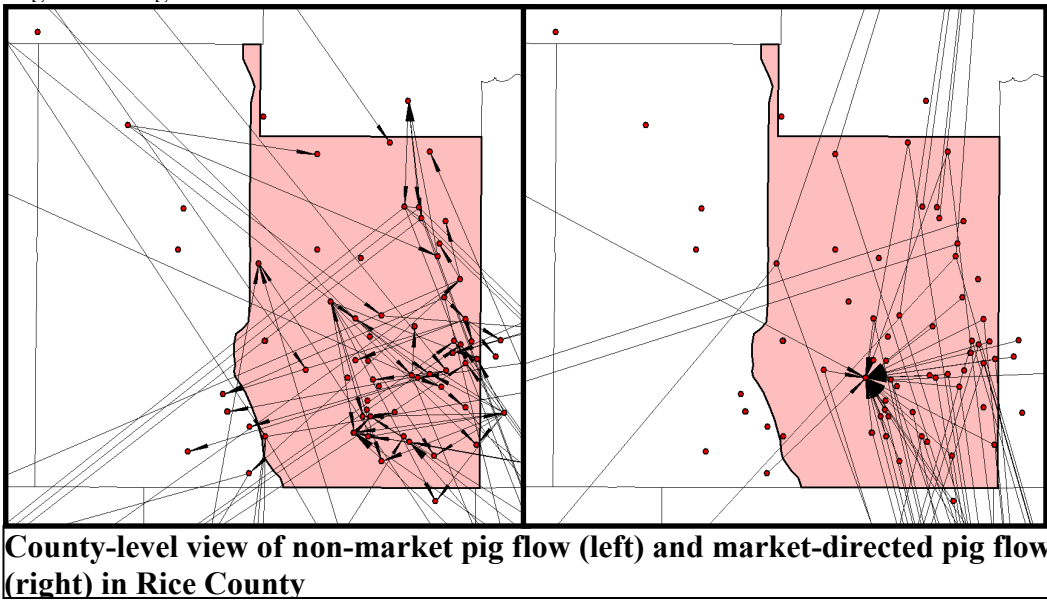 County-level view of non-market pig flow (left) and market-directed pig flow
(right) in Rice County